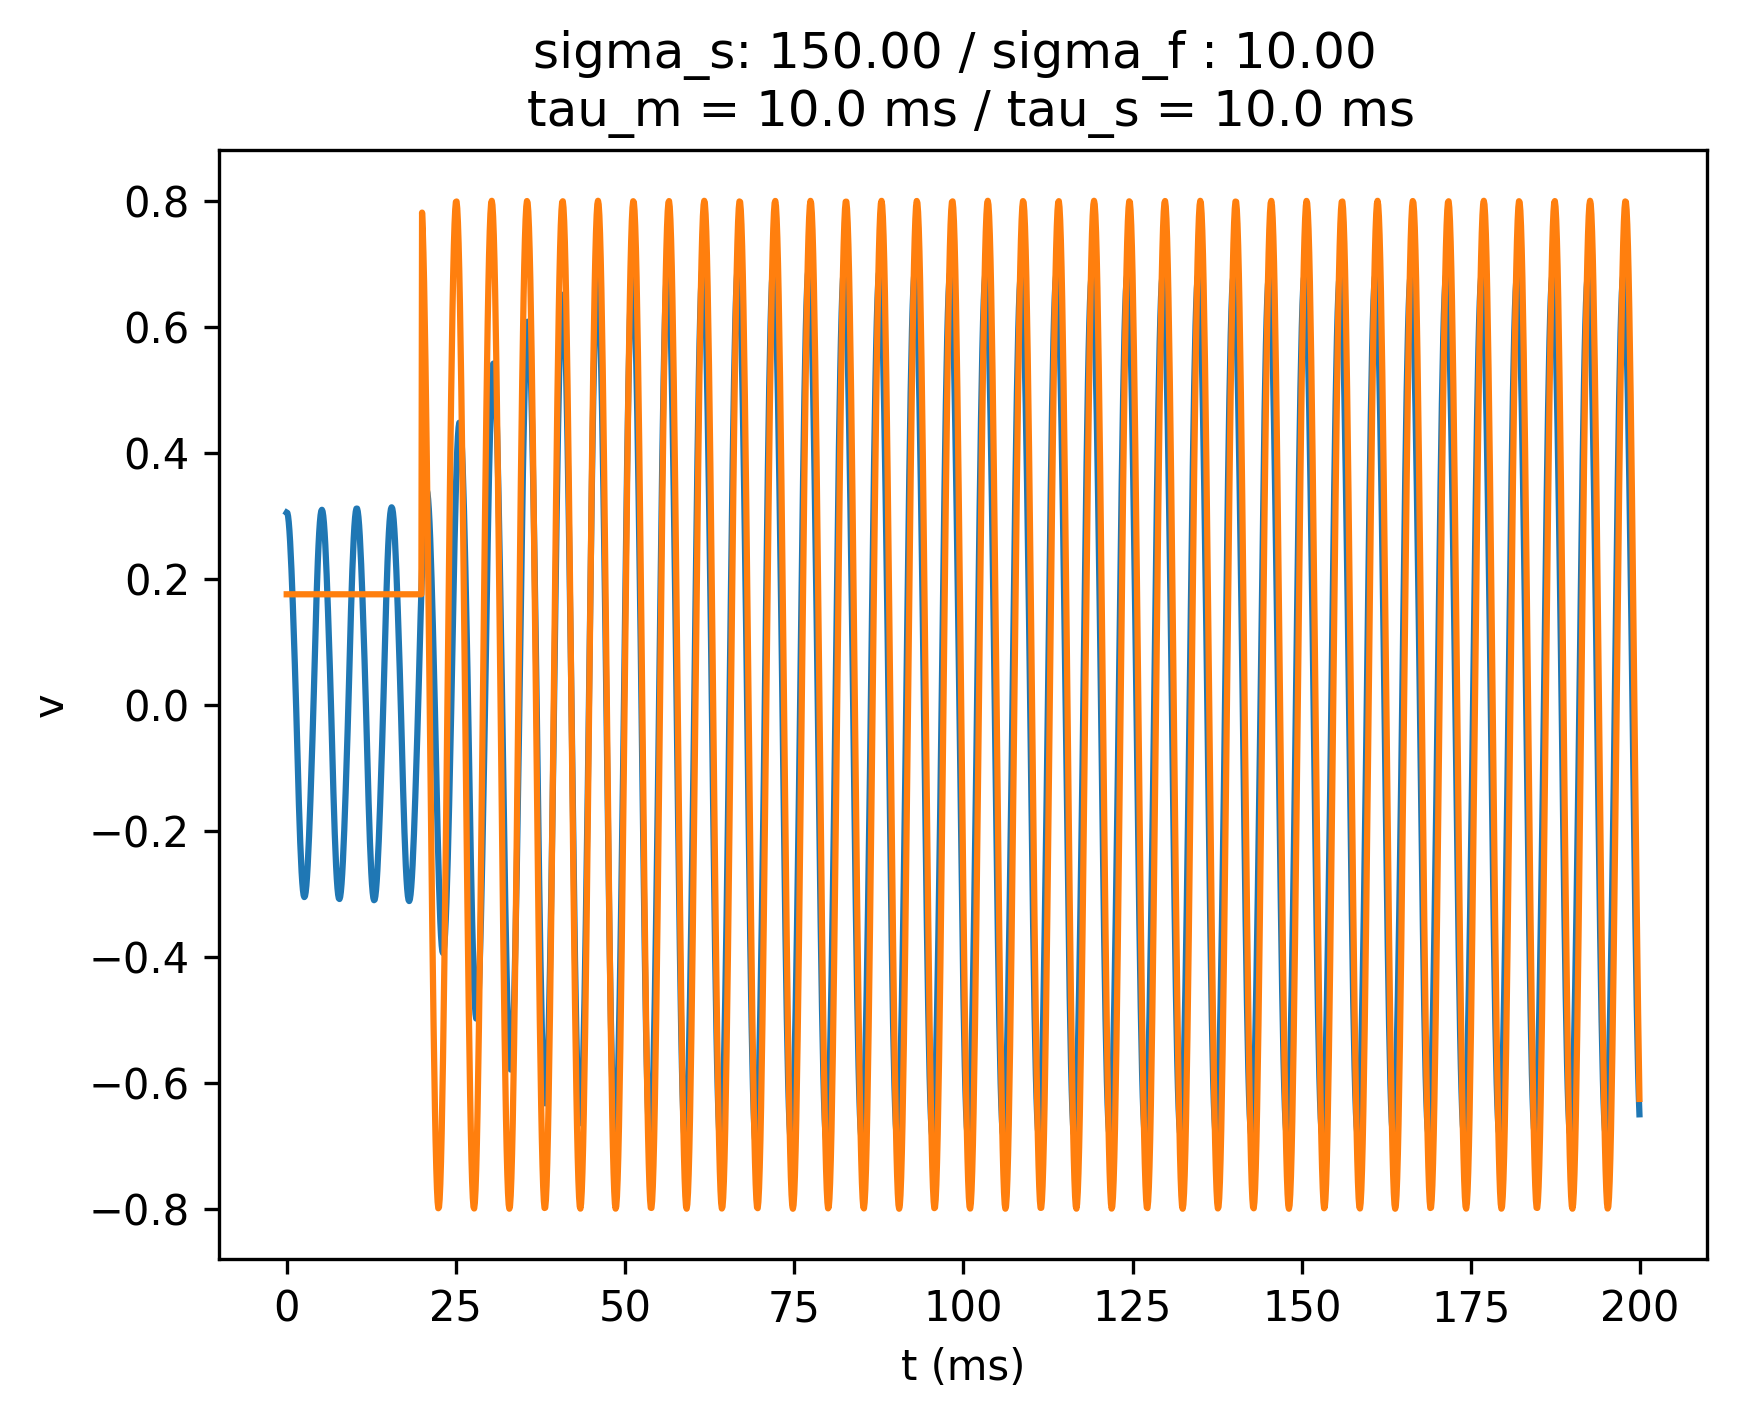 sigma_s: 150.00 / sigma_f : 10.00
tau_m = 10.0 ms / tau_s = 10.0 ms
0.8
0.6
0.4
0.2
0.0
−0.2
−0.4
−0.6
−0.8
v
0 25 50 75 100 125 150 175 200
t (ms)